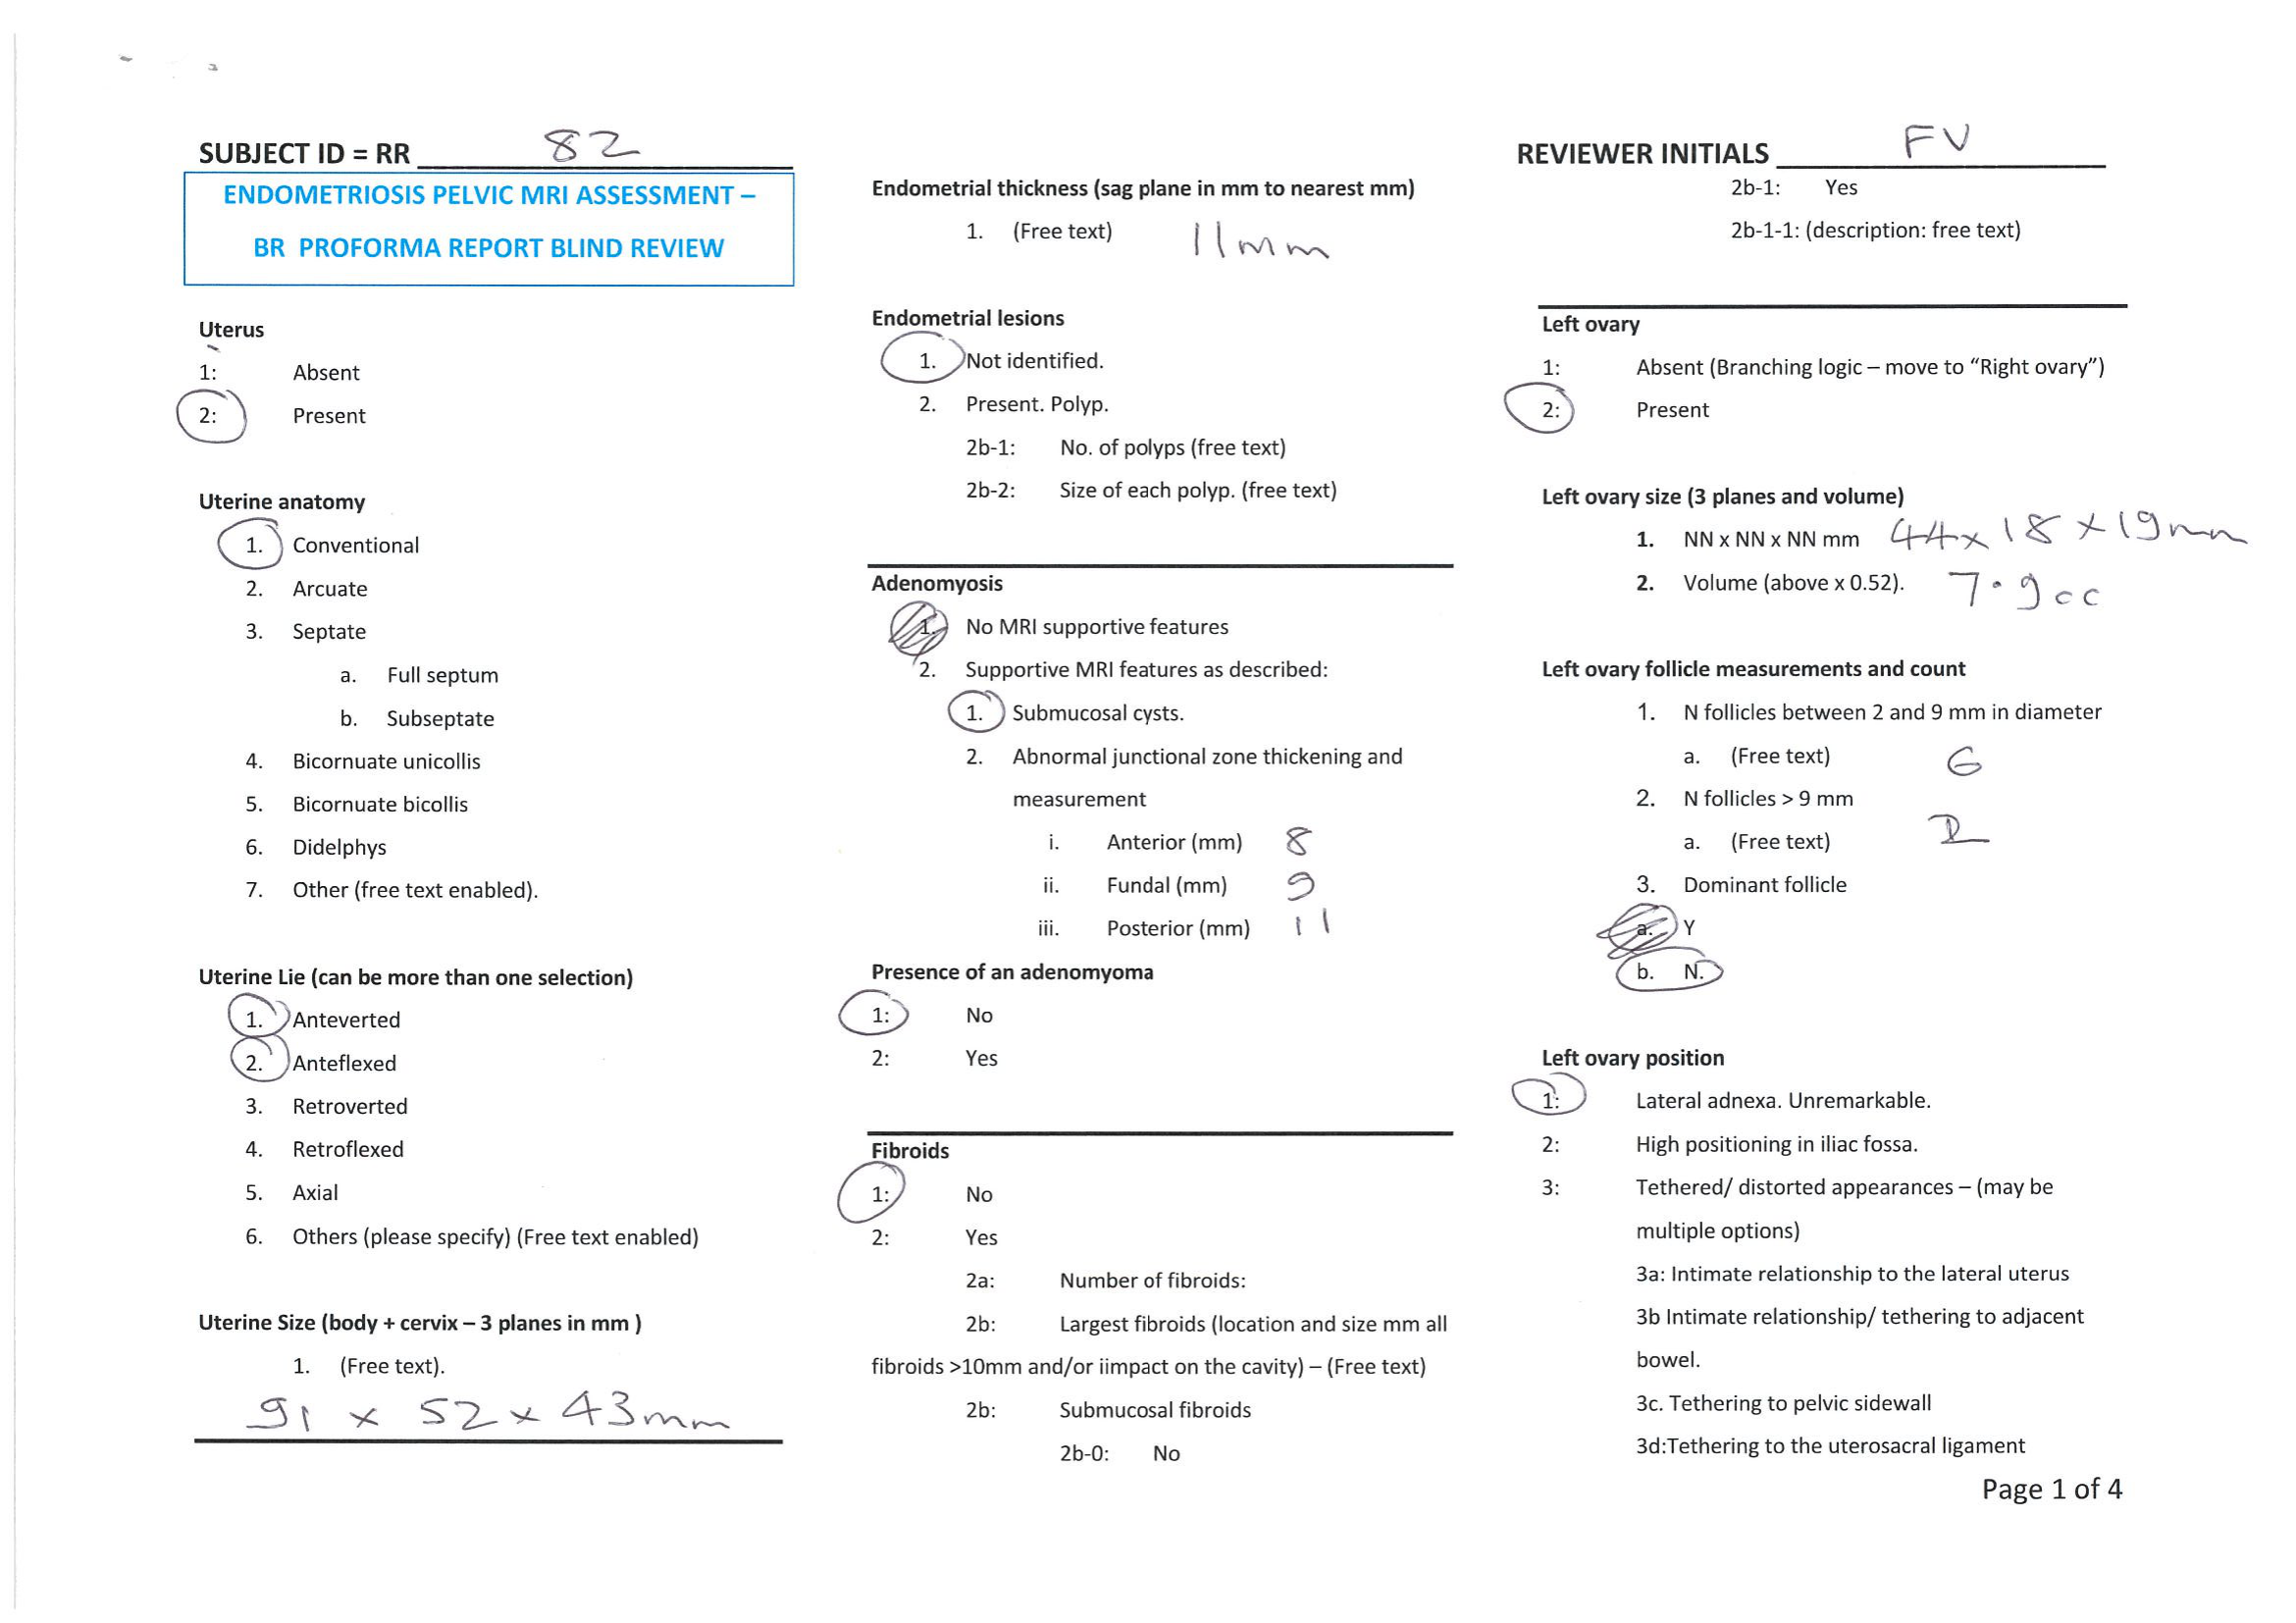 SUBJECT ID = RR 82
ENDOMETRIOSIS PELVIC MRI ASSESSMENT –
BR PROFORMA REPORT BLIND REVIEW
Uterus
1: Absent
2: Present
Uterine anatomy
1. Conventional
2. Arcuate
3. Septate
a. Full septum
b. Subseptate
4. Bicornuate unicollis
5. Bicornuate bicollis
6. Didelphys
7. Other (free text enabled).
Uterine Lie (can be more than one selection)
1. Anteverted
2. Anteflexed
3. Retroverted
4. Retroflexed
5. Axial
6. Others (please specify) (Free text enabled)
Uterine Size (body + cervix – 3 planes in mm )
1. (Free text).
91 x 52 x 43mm
Endometrial thickness (sag plane in mm to nearest mm)
1. (Free text) 11mm
Endometrial lesions
1. Not identified.
2. Present. Polyp.
2b-1: No. of polyps (free text)
2b-2: Size of each polyp. (free text)
Adenomyosis
1. No MRI supportive features
2. Supportive MRI features as described:
1. Submucosal cysts.
2. Abnormal junctional zone thickening and
measurement
i. Anterior (mm) 8
ii. Fundal (mm) 9
iii. Posterior (mm) 11
Presence of an adenomyoma
1: No
2: Yes
Fibroids
1: No
2: Yes
2a: Number of fibroids:
2b: Largest fibroids (location and size mm all
fibroids >10mm and/or iimpact on the cavity) – (Free text)
2b: Submucosal fibroids
2b-0: No
REVIEWER INITIALS FV
2b-1: Yes
2b-1-1: (description: free text)
Left ovary
1: Absent (Branching logic – move to “Right ovary”)
2: Present
Left ovary size (3 planes and volume)
1. NN x NN x NN mm 44 x 18 x 19mm
2. Volume (above x 0.52). 7.9cc
Left ovary follicle measurements and count
1. N follicles between 2 and 9 mm in diameter
a. (Free text) 6
2. N follicles > 9 mm
a. (Free text)
3. Dominant follicle
a. Y
b. N.
Left ovary position
1: Lateral adnexa. Unremarkable.
2: High positioning in iliac fossa.
3: Tethered/ distorted appearances – (may be
multiple options)
3a: Intimate relationship to the lateral uterus
3b Intimate relationship/ tethering to adjacent
bowel.
3c. Tethering to pelvic sidewall
3d:Tethering to the uterosacral ligament
Page 1 of 4